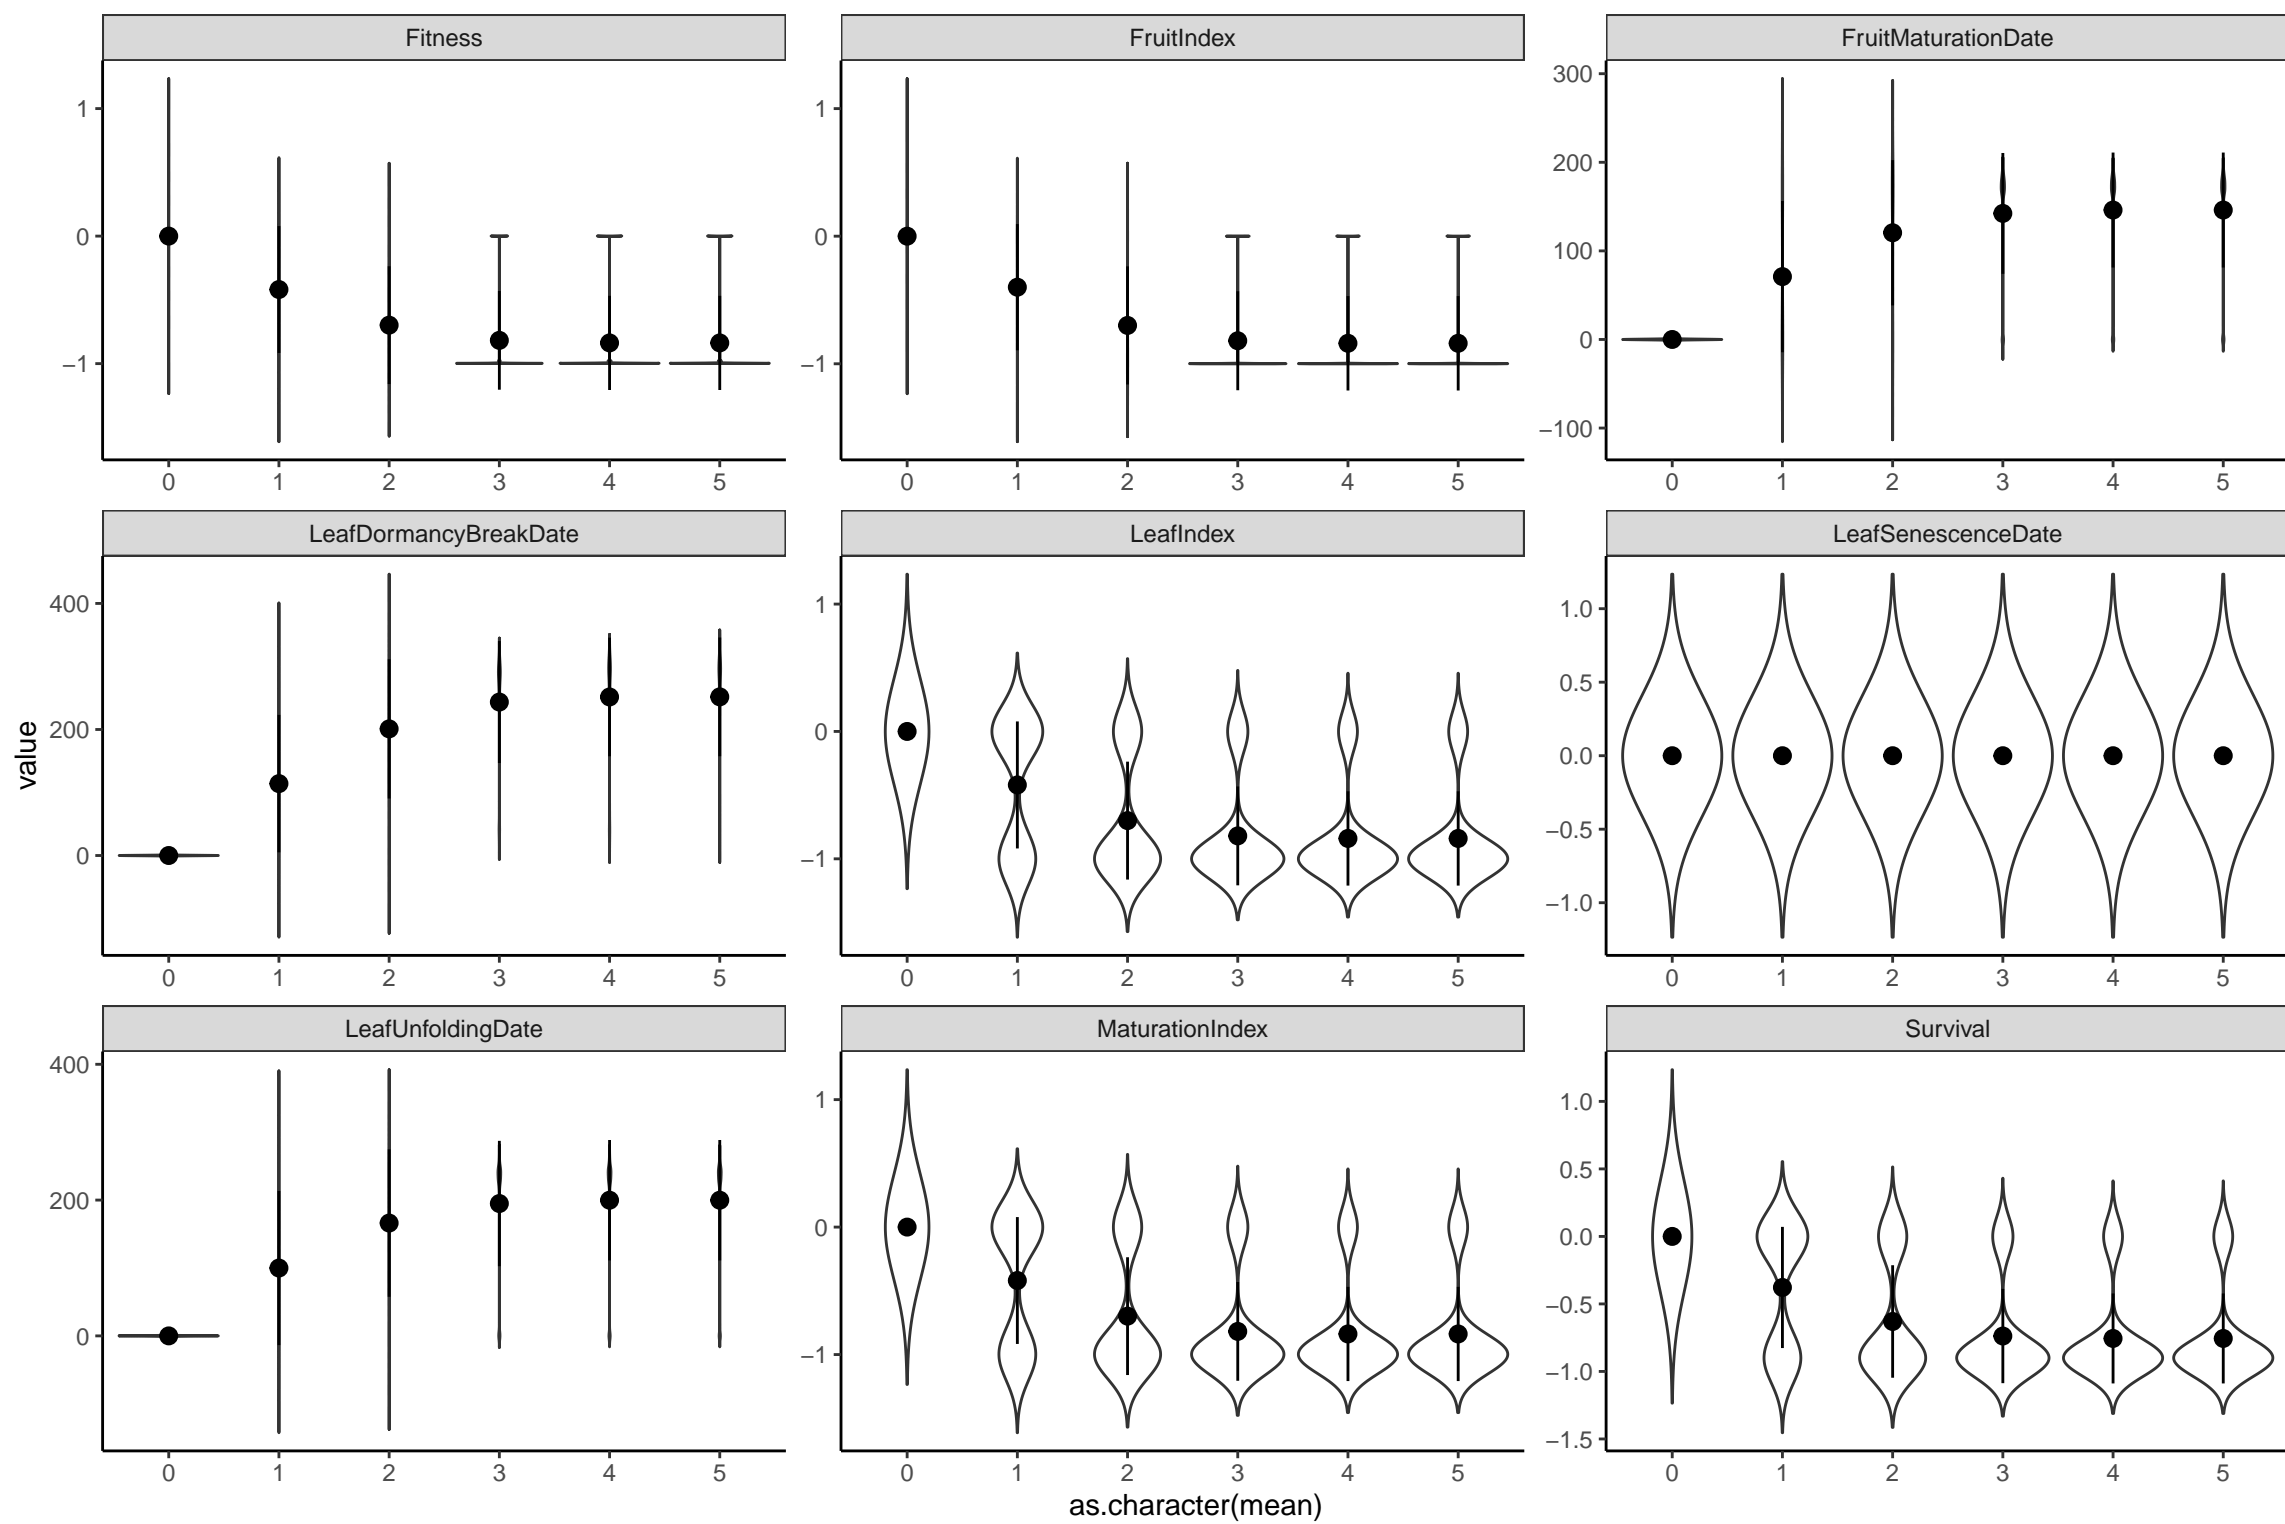 Fitness
FruitIndex
FruitMaturationDate
1
0
−1
0 1 2 3 4 5
1
0
−1
0 1 2 3 4 5
300
200
100
0
−100
0 1 2 3 4 5
LeafDormancyBreakDate
LeafIndex
LeafSenescenceDate
400
200
0
0 1 2 3 4 5
1
0
−1
0 1 2 3 4 5
1.0
0.5
0.0
−0.5
−1.0
0 1 2 3 4 5
value
LeafUnfoldingDate
MaturationIndex
Survival
400
200
0
0 1 2 3 4 5
1
0
−1
0 1 2 3 4 5
1.0
0.5
0.0
−0.5
−1.0
−1.5
0 1 2 3 4 5
as.character(mean)